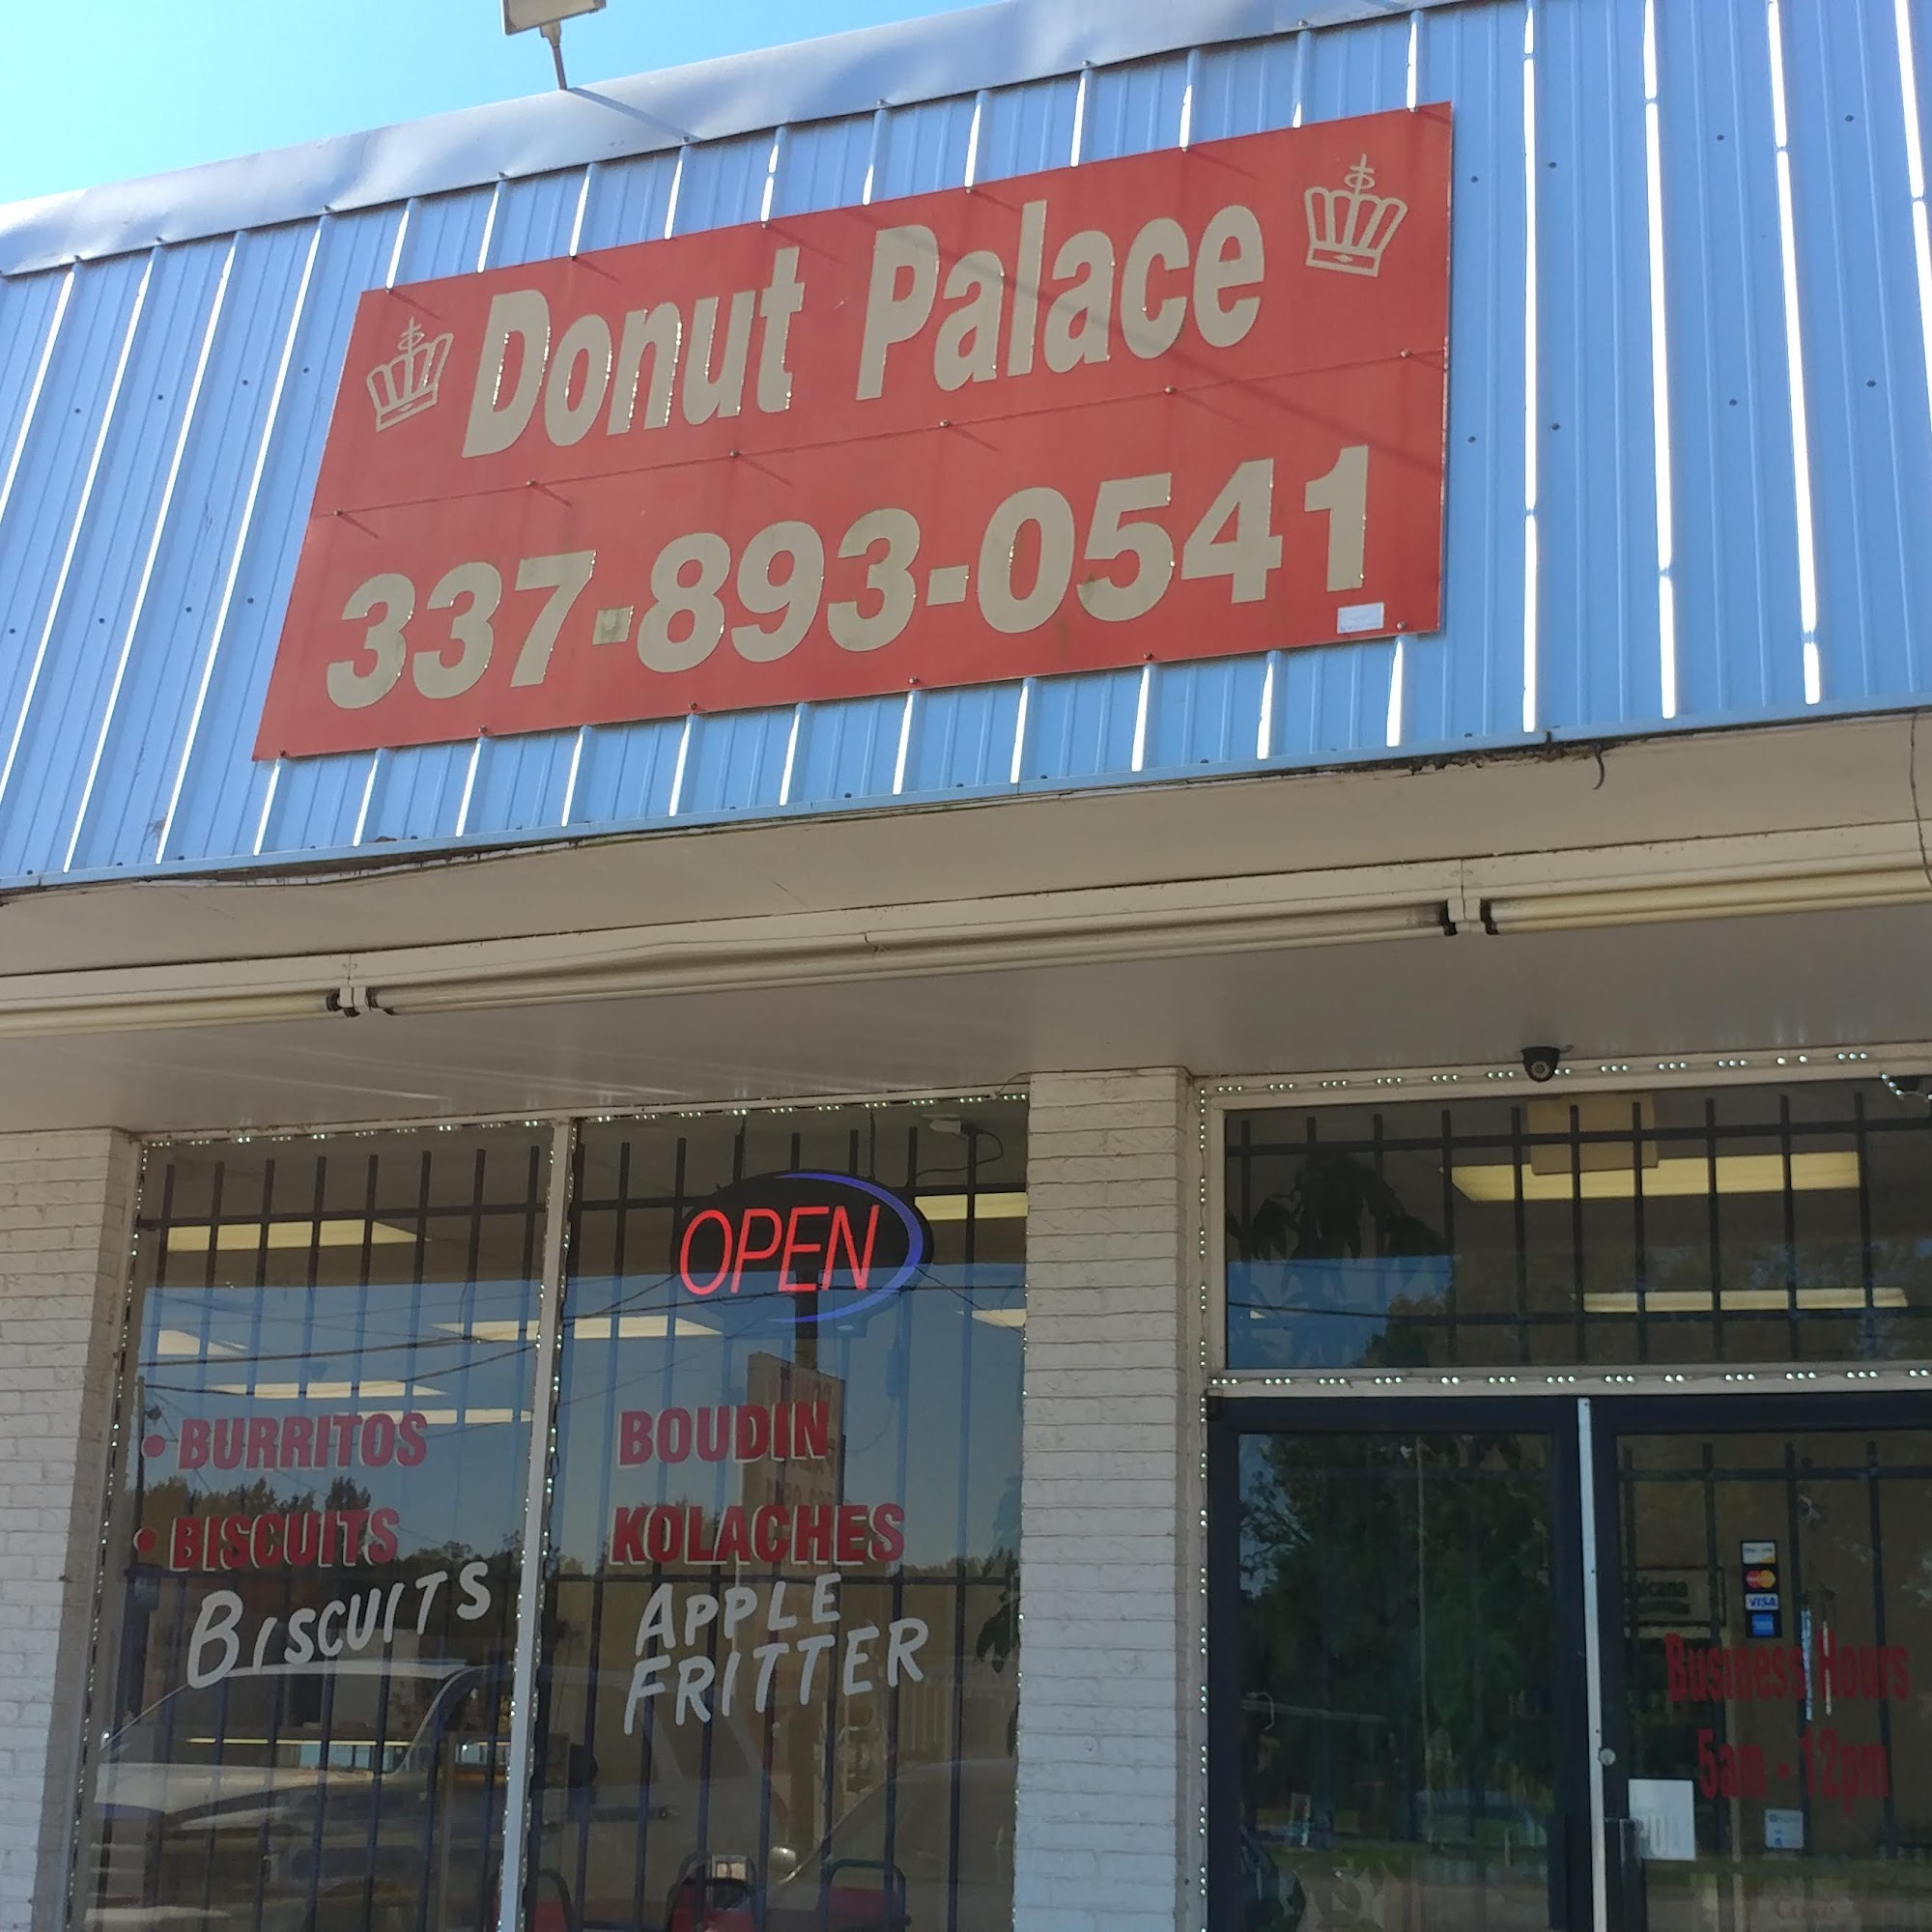 Donut Palace
337-893-0541
OPEN
• BURRITOS
• BISCUITS
BISCUITS
BOUDIN
KOLACHES
APPLE
FRITTER
VISA
Business Hours
5am - 12pm